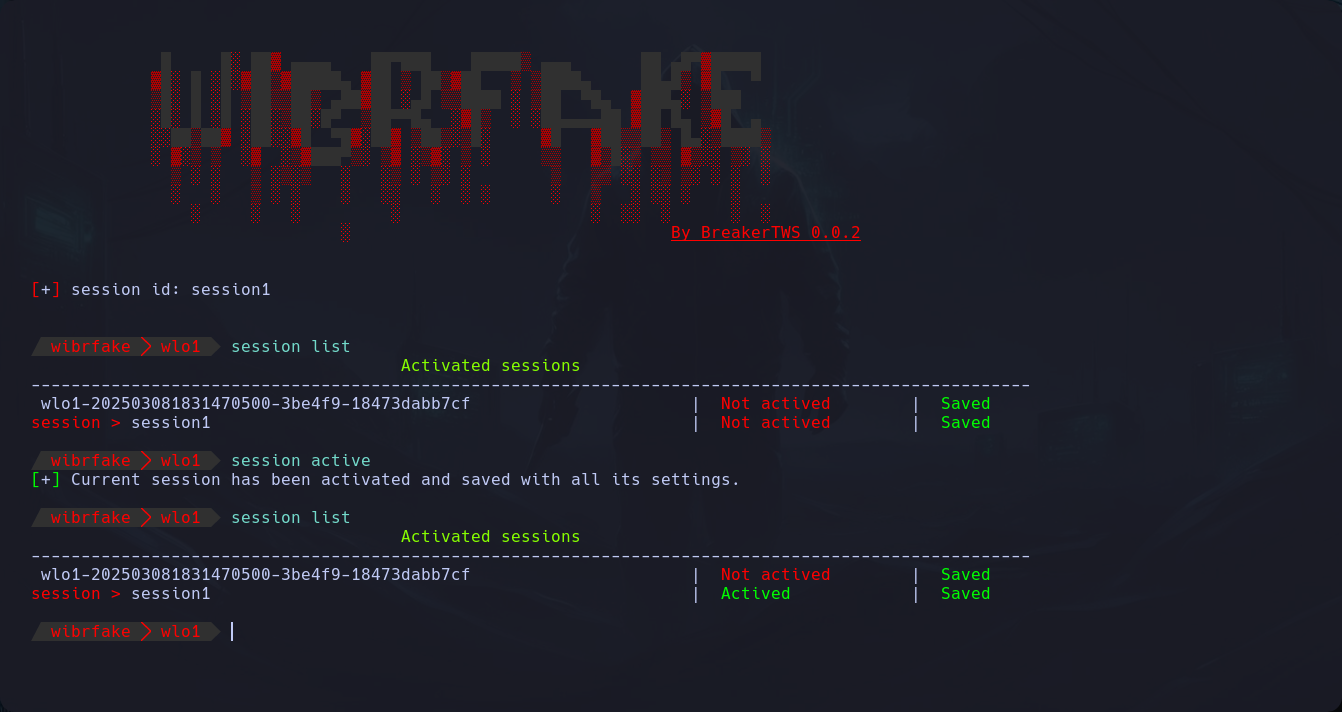 WIBRFAKE
By BreakerTWS 0.0.2
[+] session id: session1
wibrfake > wlo1 session list
Activated sessions
----------------------------------------------------------------------------------------------------
wlo1-202503081831470500-3be4f9-18473dabb7cf | Not actived | Saved
session > session1 | Not actived | Saved
wibrfake > wlo1 session active
[+] Current session has been activated and saved with all its settings.
wibrfake > wlo1 session list
Activated sessions
----------------------------------------------------------------------------------------------------
wlo1-202503081831470500-3be4f9-18473dabb7cf | Not actived | Saved
session > session1 | Actived | Saved
wibrfake > wlo1